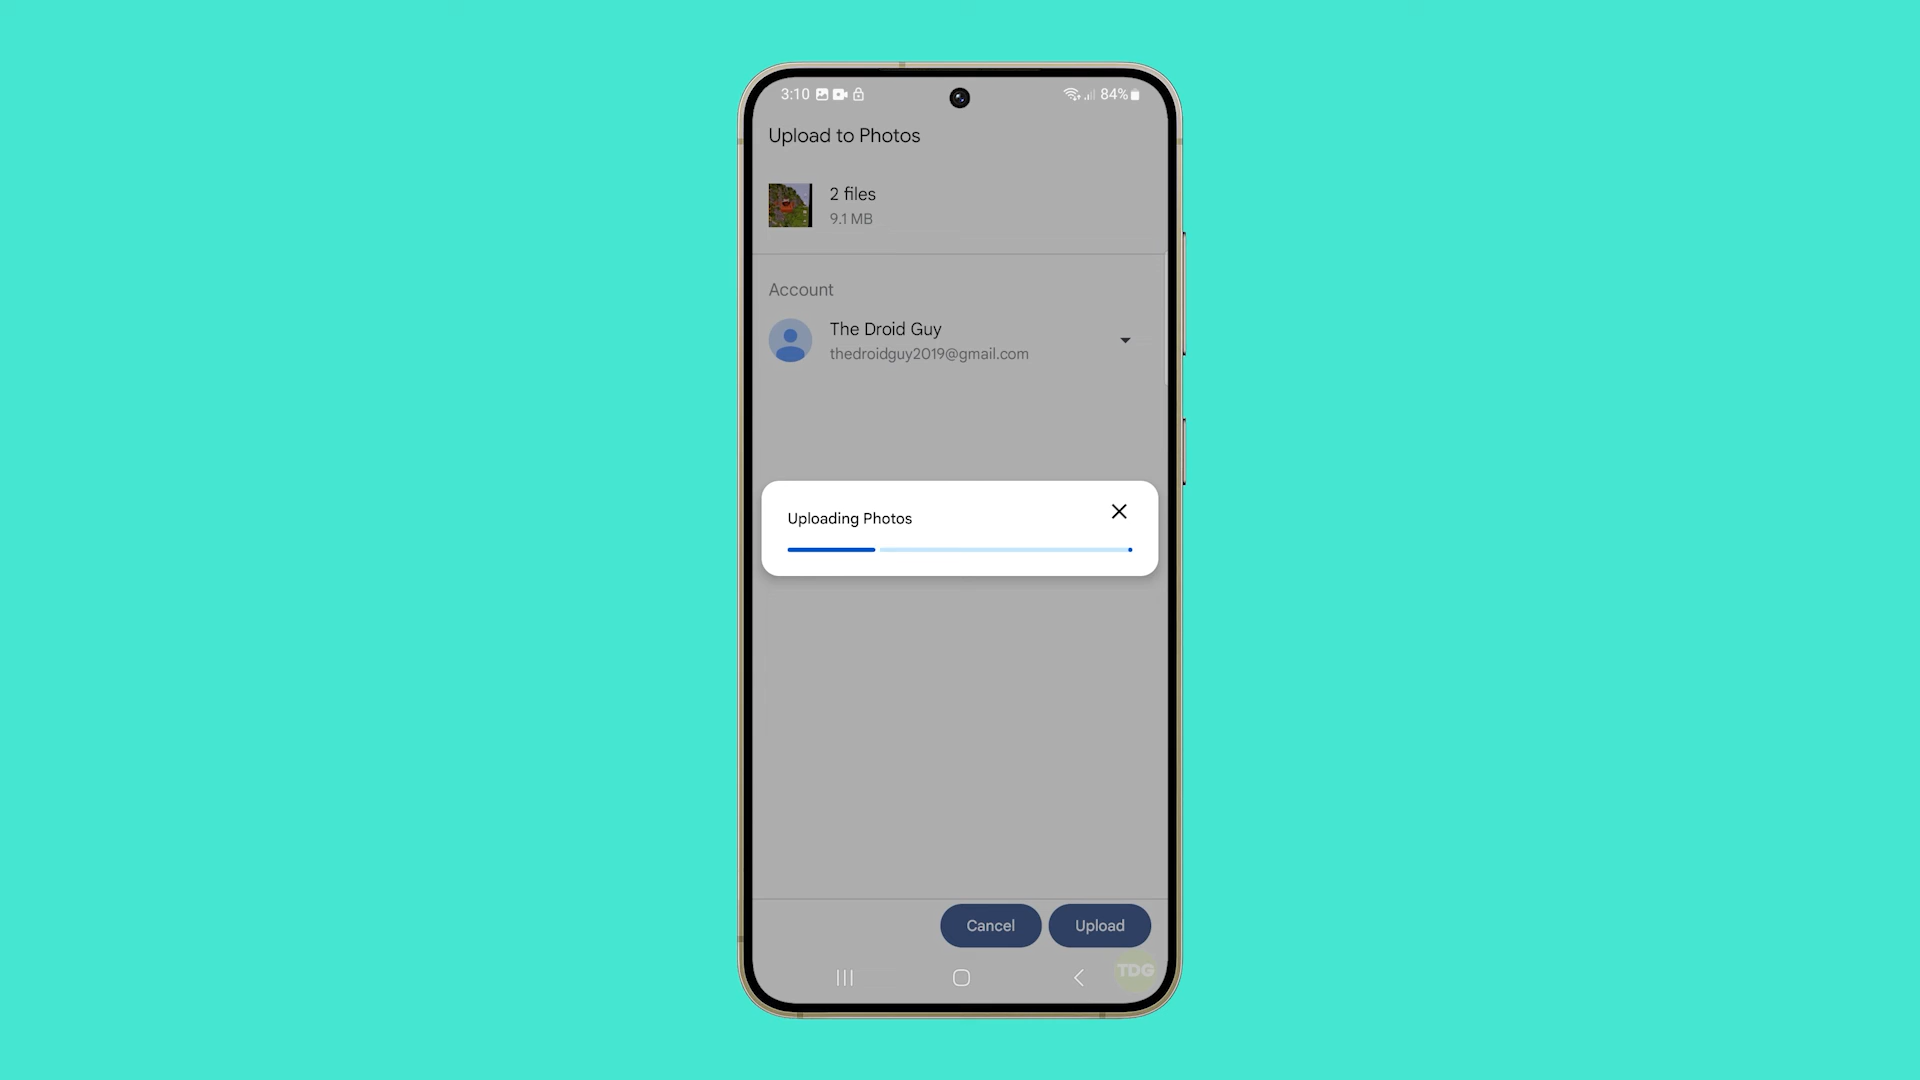 3:10
84%
Upload to Photos
2 files
9.1 MB
Account
The Droid Guy
thedroidguy2019@gmail.com
Uploading Photos
Cancel
Upload
TDG